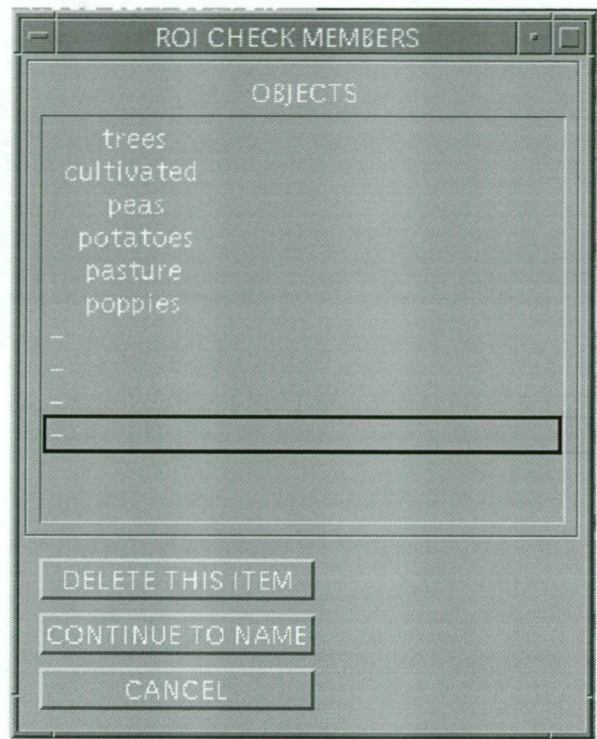 ROI CHECK MEMBERS
OBJECTS
trees
cultivated
peas
potatoes
pasture
poppies
–
–
–
–
DELETE THIS ITEM
CONTINUE TO NAME
CANCEL